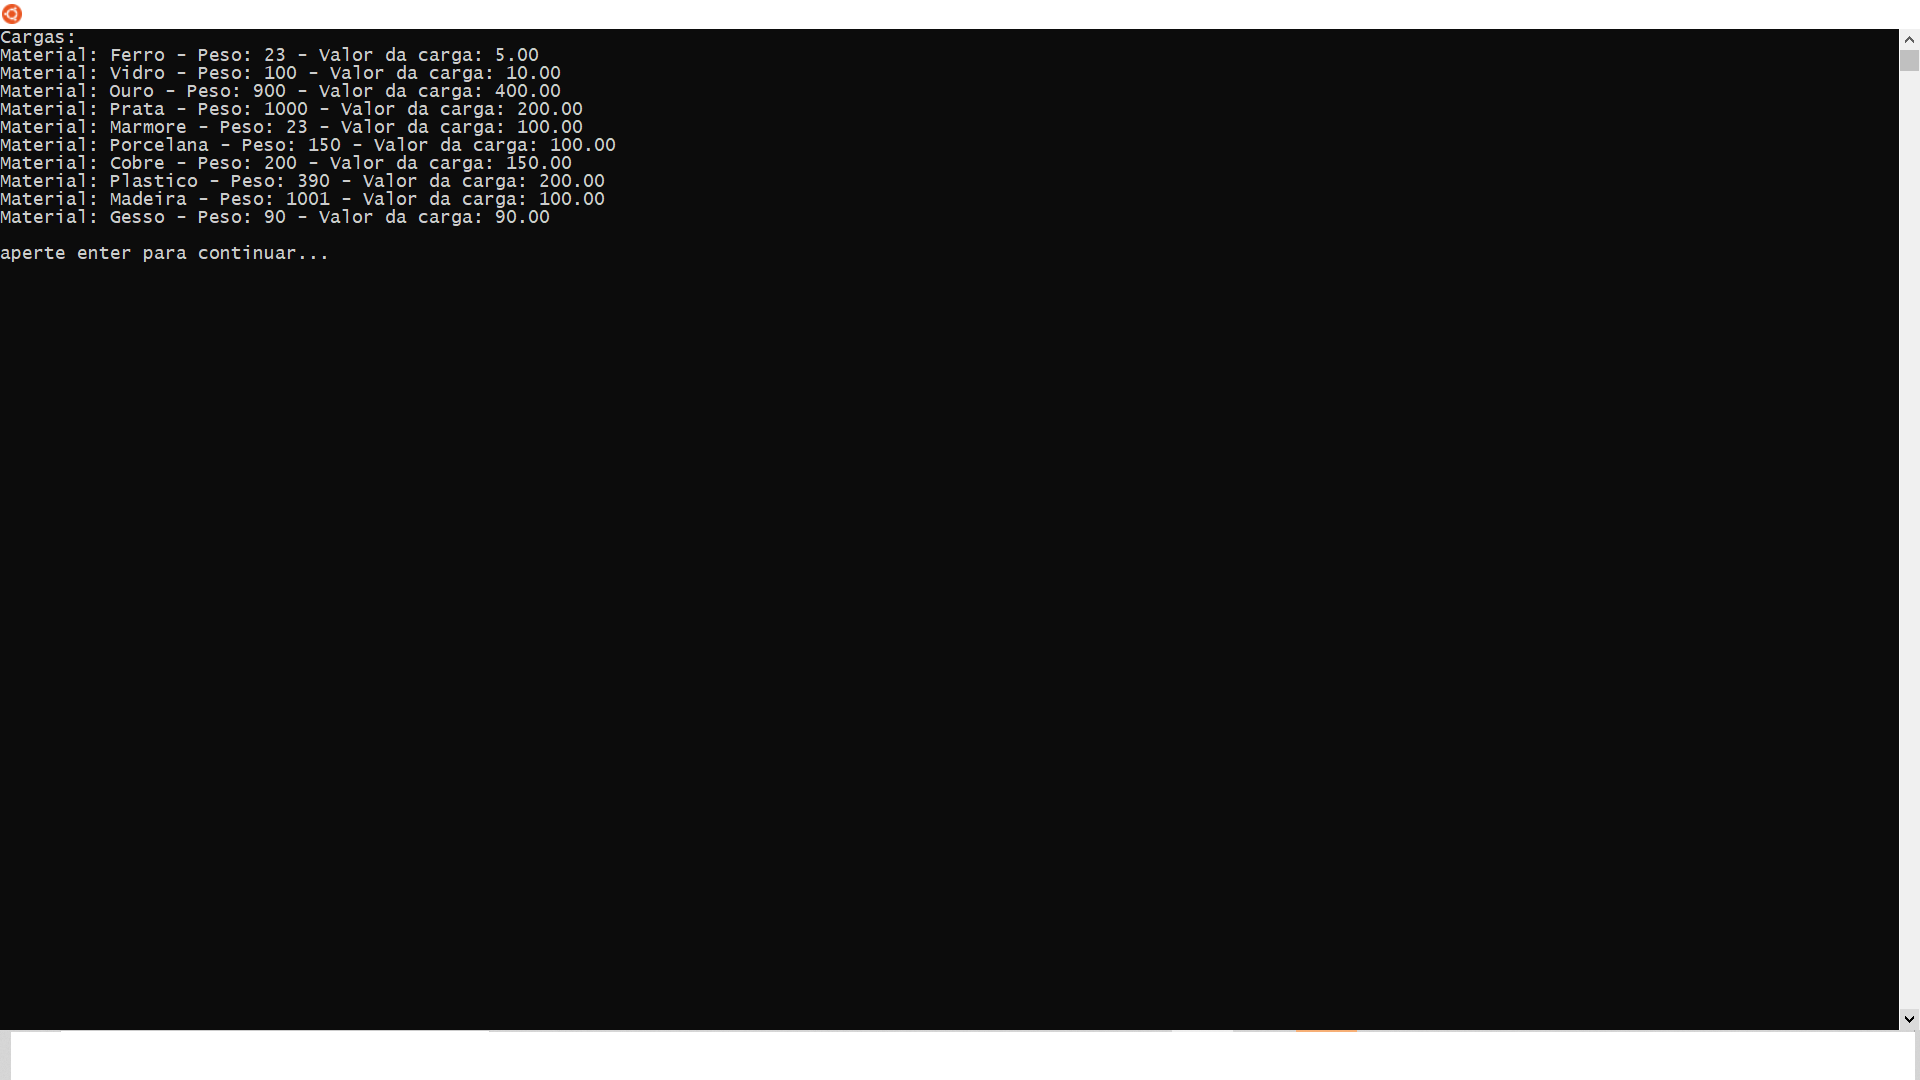 Cargas:
Material: Ferro - Peso: 23 - Valor da carga: 5.00
Material: Vidro - Peso: 100 - Valor da carga: 10.00
Material: Ouro - Peso: 900 - Valor da carga: 400.00
Material: Prata - Peso: 1000 - Valor da carga: 200.00
Material: Marmore - Peso: 23 - Valor da carga: 100.00
Material: Porcelana - Peso: 150 - Valor da carga: 100.00
Material: Cobre - Peso: 200 - Valor da carga: 150.00
Material: Plastico - Peso: 390 - Valor da carga: 200.00
Material: Madeira - Peso: 1001 - Valor da carga: 100.00
Material: Gesso - Peso: 90 - Valor da carga: 90.00
aperte enter para continuar...